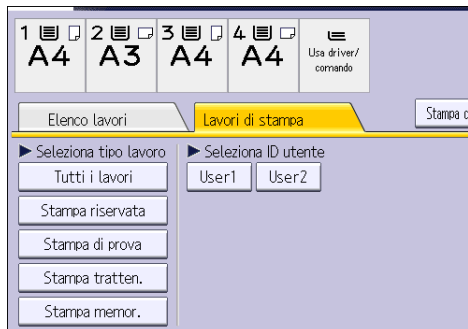 1 2 3 4
A4 A3 A4 A4 Usa driver/
comando
Elenco lavori Lavori di stampa Stampa
Seleziona tipo lavoro Seleziona ID utente
Tutti i lavori User1 User2
Stampa riservata
Stampa di prova
Stampa tratten.
Stampa memor.